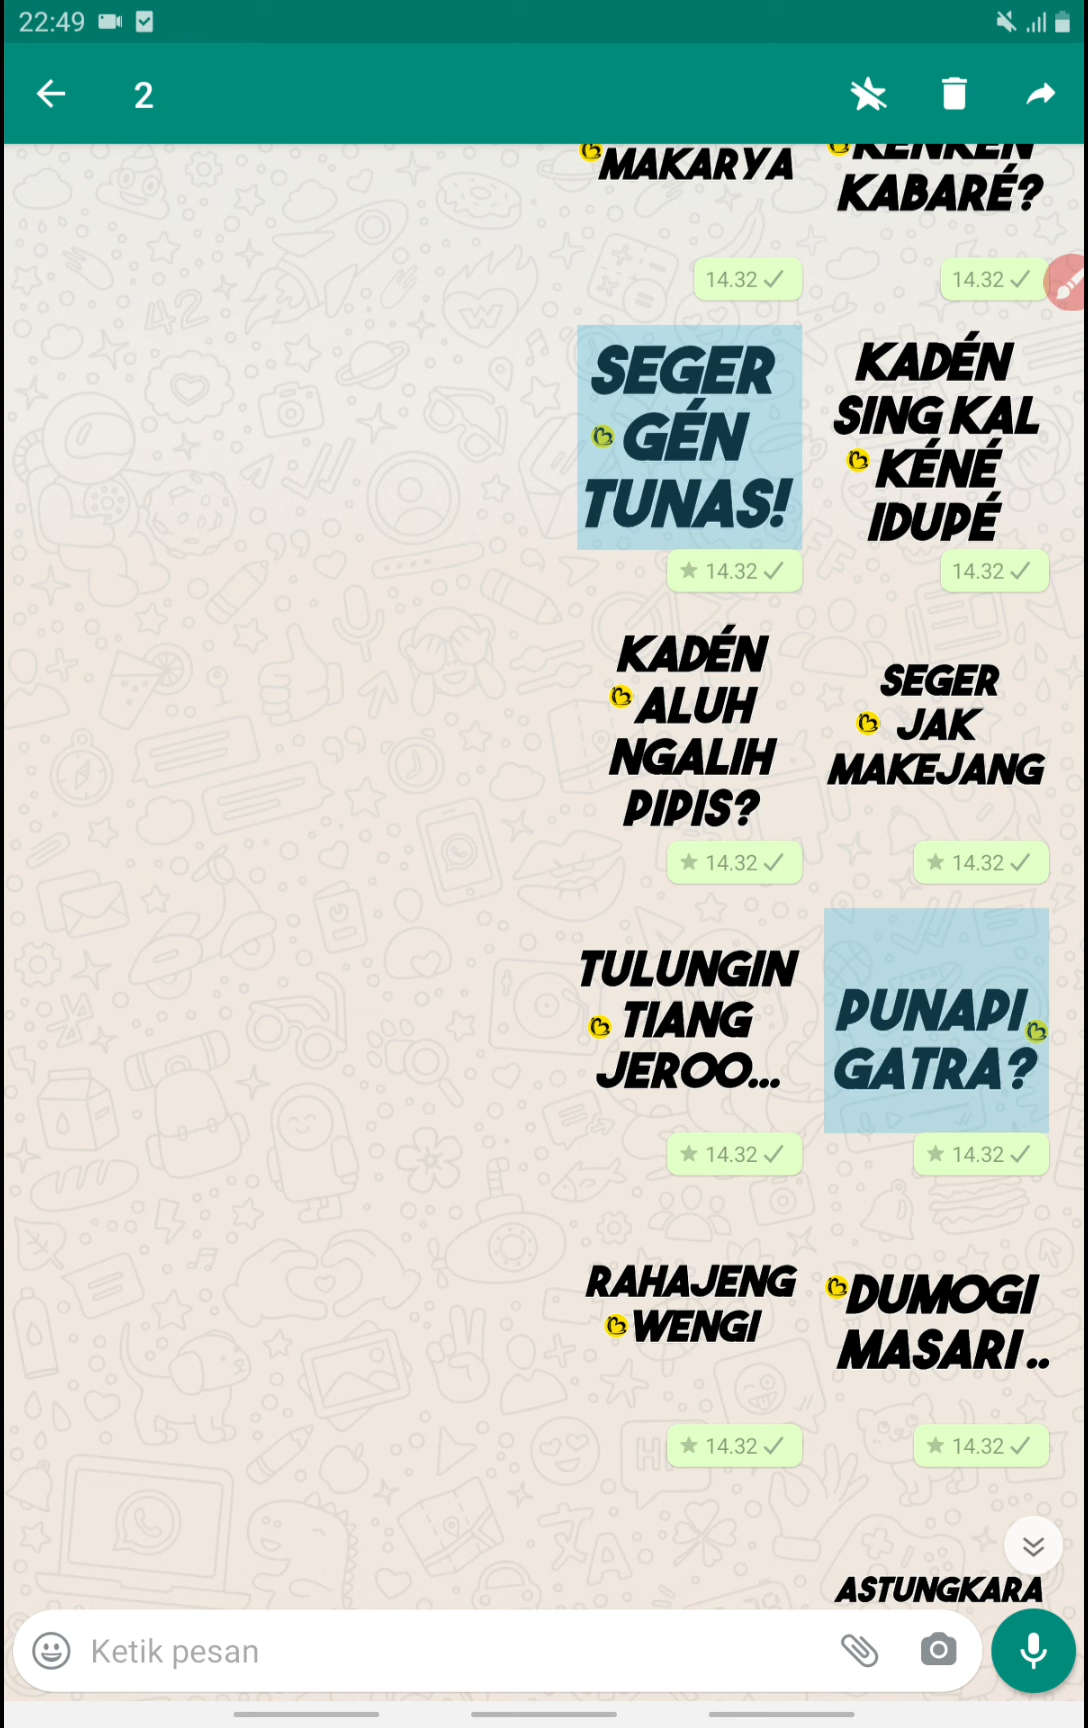 22:49
2
MAKARYA
KENKEN
KABARÉ?
14.32
14.32
SEGER
GÉN
TUNAS!
14.32
KADÉN
SING KAL
KÉNÉ
IDUPÉ
14.32
KADÉN
ALUH
NGALIH
PIPIS?
14.32
SEGER
JAK
MAKEJANG
14.32
TULUNGIN
TIANG
JEROO...
14.32
PUNAPI
GATRA?
14.32
RAHAJENG
WENGI
14.32
DUMOGI
MASARI..
14.32
ASTUNGKARA
Ketik pesan